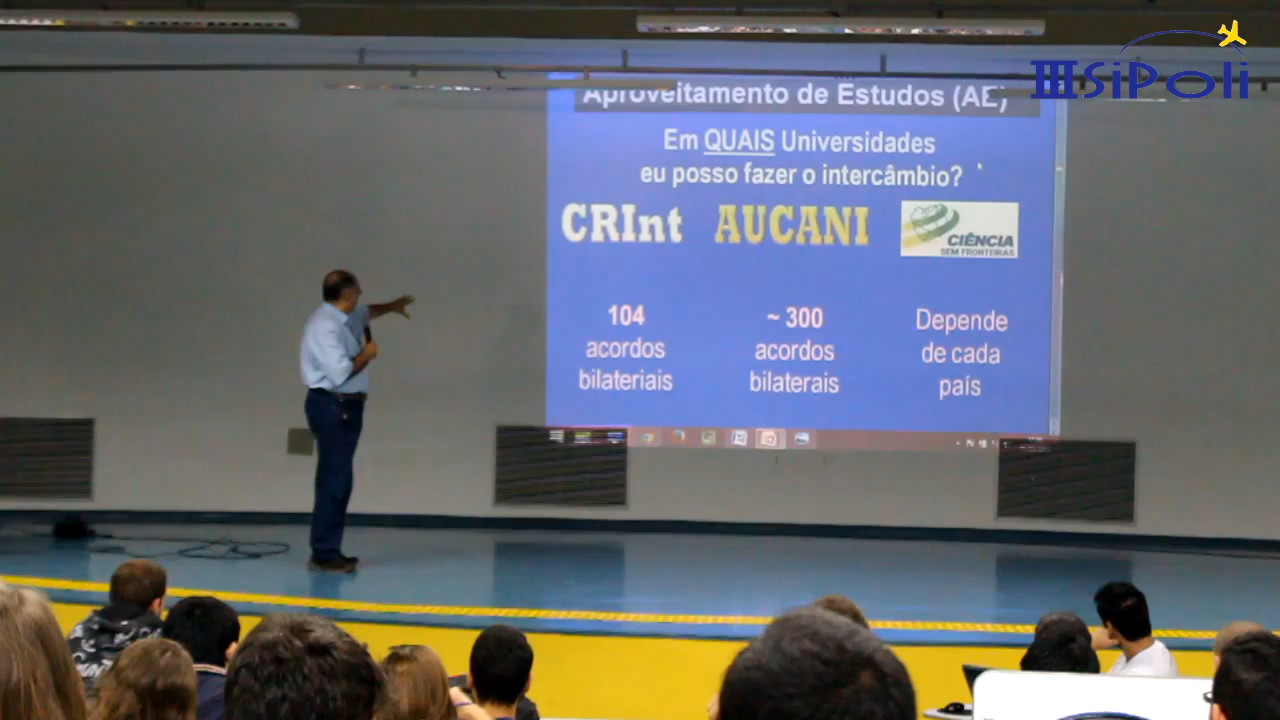 IIISiPoli
Aproveitamento de Estudos (AE)
Em QUAIS Universidades
eu posso fazer o intercâmbio?
CRInt AUCANI CIÊNCIA
SEM FRONTEIRAS
104 ~ 300 Depende
acordos acordos de cada
bilateriais bilaterais país